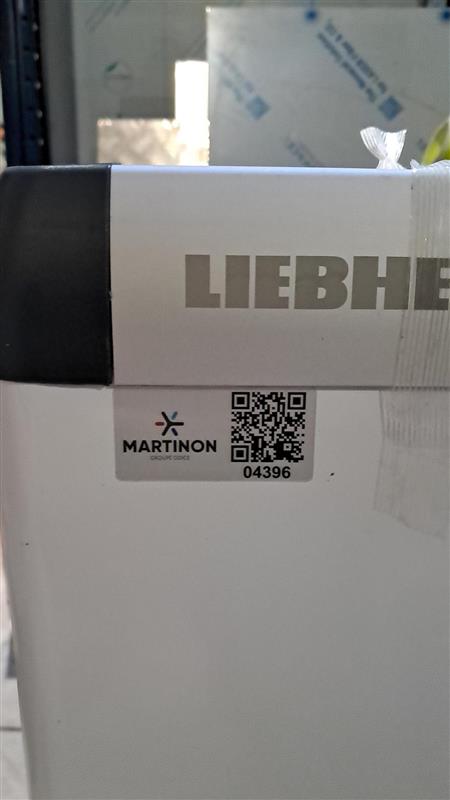 LIEBHE
MARTINON
GROUPE ODICE
04396